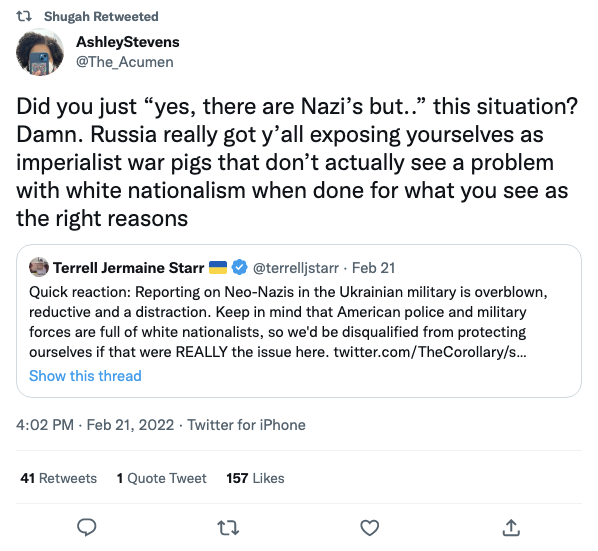 Shugah Retweeted
AshleyStevens
@The_Acumen
Did you just “yes, there are Nazi’s but..” this situation?
Damn. Russia really got y’all exposing yourselves as
imperialist war pigs that don’t actually see a problem
with white nationalism when done for what you see as
the right reasons
Terrell Jermaine Starr 🇺🇦 @terrelljstarr · Feb 21
Quick reaction: Reporting on Neo-Nazis in the Ukrainian military is overblown,
reductive and a distraction. Keep in mind that American police and military
forces are full of white nationalists, so we'd be disqualified from protecting
ourselves if that were REALLY the issue here. twitter.com/TheCorollary/s...
Show this thread
4:02 PM · Feb 21, 2022 · Twitter for iPhone
41 Retweets 1 Quote Tweet 157 Likes